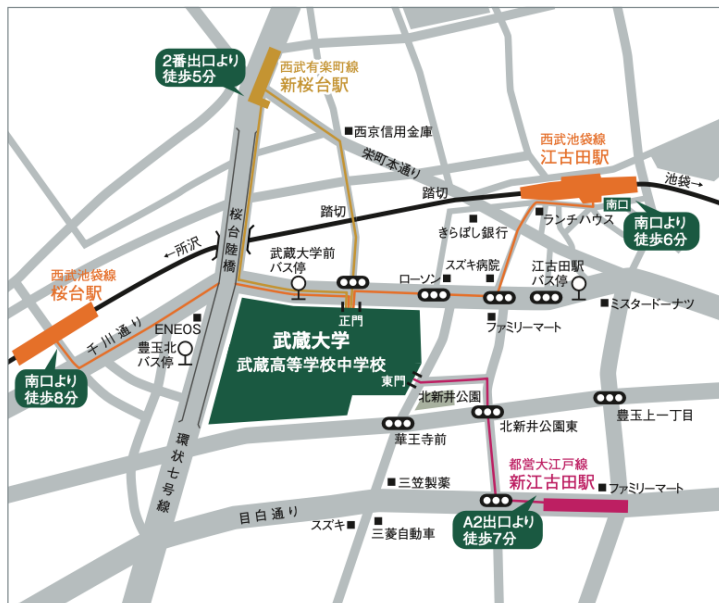 2番出口より
徒歩5分
西武有楽町線
新桜台駅
西京信用金庫
栄町本通り
西武池袋線
江古田駅
池袋→
踏切
踏切
南口
ランチハウス
きらぼし銀行
南口より
徒歩6分
桜台陸橋
←所沢
武蔵大学前
バス停
ローソン
スズキ病院
江古田駅
バス停
西武池袋線
桜台駅
千川通り
ENEOS
豊玉北
バス停
正門
ファミリーマート
ミスタードーナツ
武蔵大学
武蔵高等学校中学校
南口より
徒歩8分
東門
北新井公園
華王寺前
北新井公園東
豊玉上一丁目
環状七号線
都営大江戸線
新江古田駅
三笠製薬
ファミリーマート
目白通り
スズキ
三菱自動車
A2出口より
徒歩7分